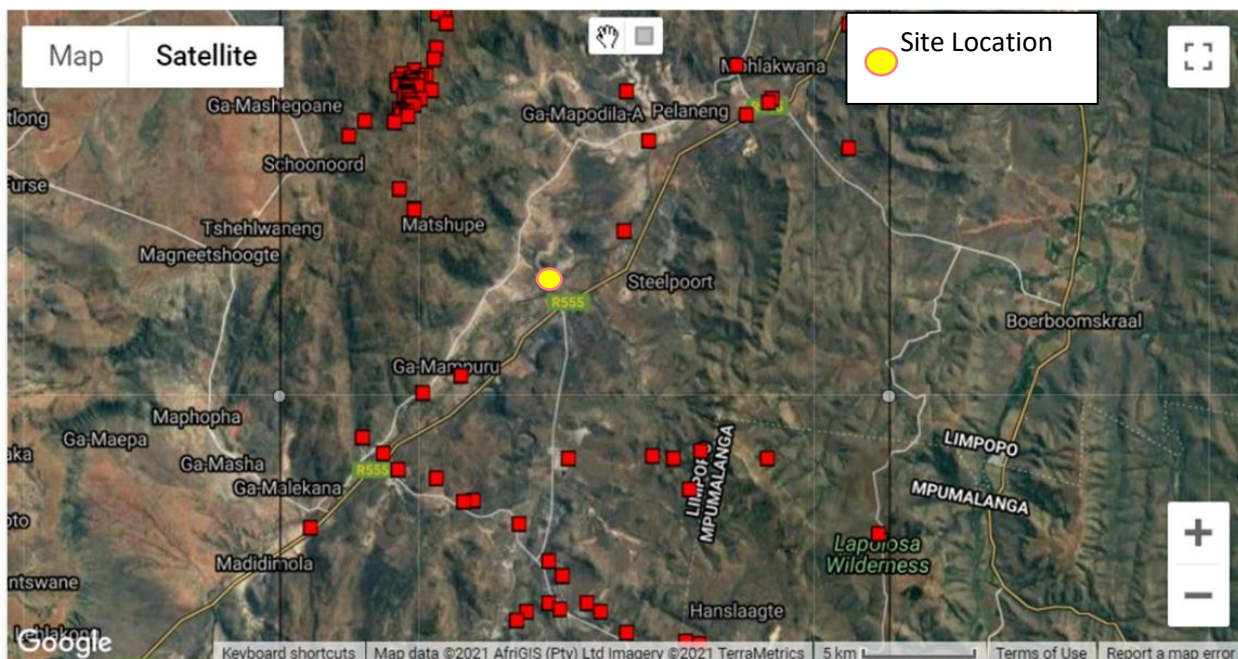 Map
Satellite
Site Location
Mohlakwana
Ga-Mashegoane
Ga-Mapodila-A
Pelaneng
tlong
Schoonoord
Furse
Tshehlwaneng
Matshupe
Magneetshoogte
Steelpoort
R555
Boerboomskraal
Ga-Mampuru
Maphopha
Ga-Maepa
aka
Ga-Masha
R555
LIMPOPO
MPUMALANGA
LIMPOPO
MPUMALANGA
Ga-Malekana
oto
Lapolosa
Wilderness
Madidimola
ntswane
Hanslaagte
Google
Keyboard shortcuts
Map data ©2021 AfriGIS (Pty) Ltd Imagery ©2021 TerraMetrics
5 km
Terms of Use
Report a map error